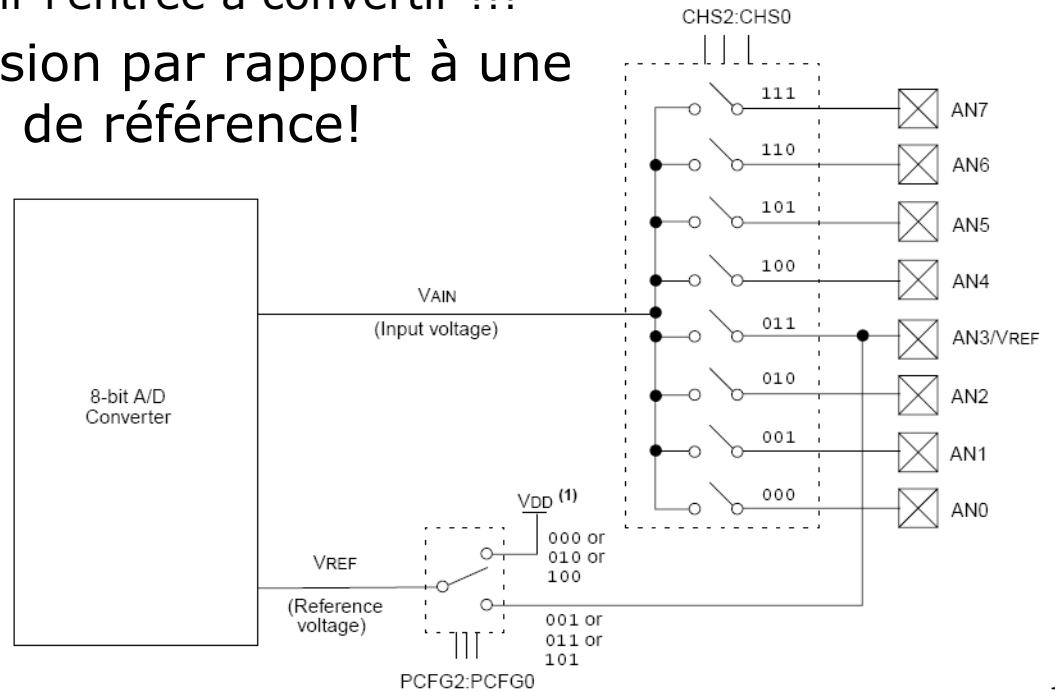 l'entrée à convertir !!!
sion par rapport à une
de référence!
CHS2:CHS0
111
AN7
110
AN6
101
AN5
100
AN4
VAIN
(Input voltage)
011
AN3/VREF
8-bit A/D
Converter
010
AN2
001
AN1
000
AN0
VDD (1)
000 or
010 or
100
VREF
(Reference
voltage)
001 or
011 or
101
PCFG2:PCFG0